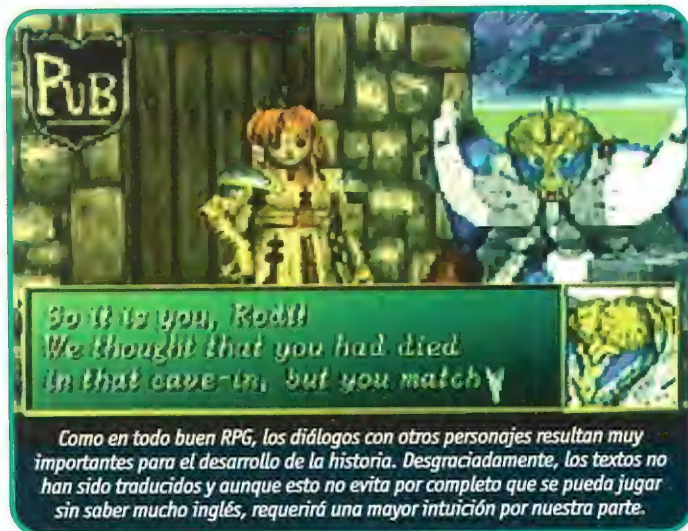 PUB
So it is you, Rodi!
We thought that you had died
in that cave-in, but you match
Como en todo buen RPG, los diálogos con otros personajes resultan muy
importantes para el desarrollo de la historia. Desgraciadamente, los textos no
han sido traducidos y aunque esto no evita por completo que se pueda jugar
sin saber mucho inglés, requerirá una mayor intuición por nuestra parte.